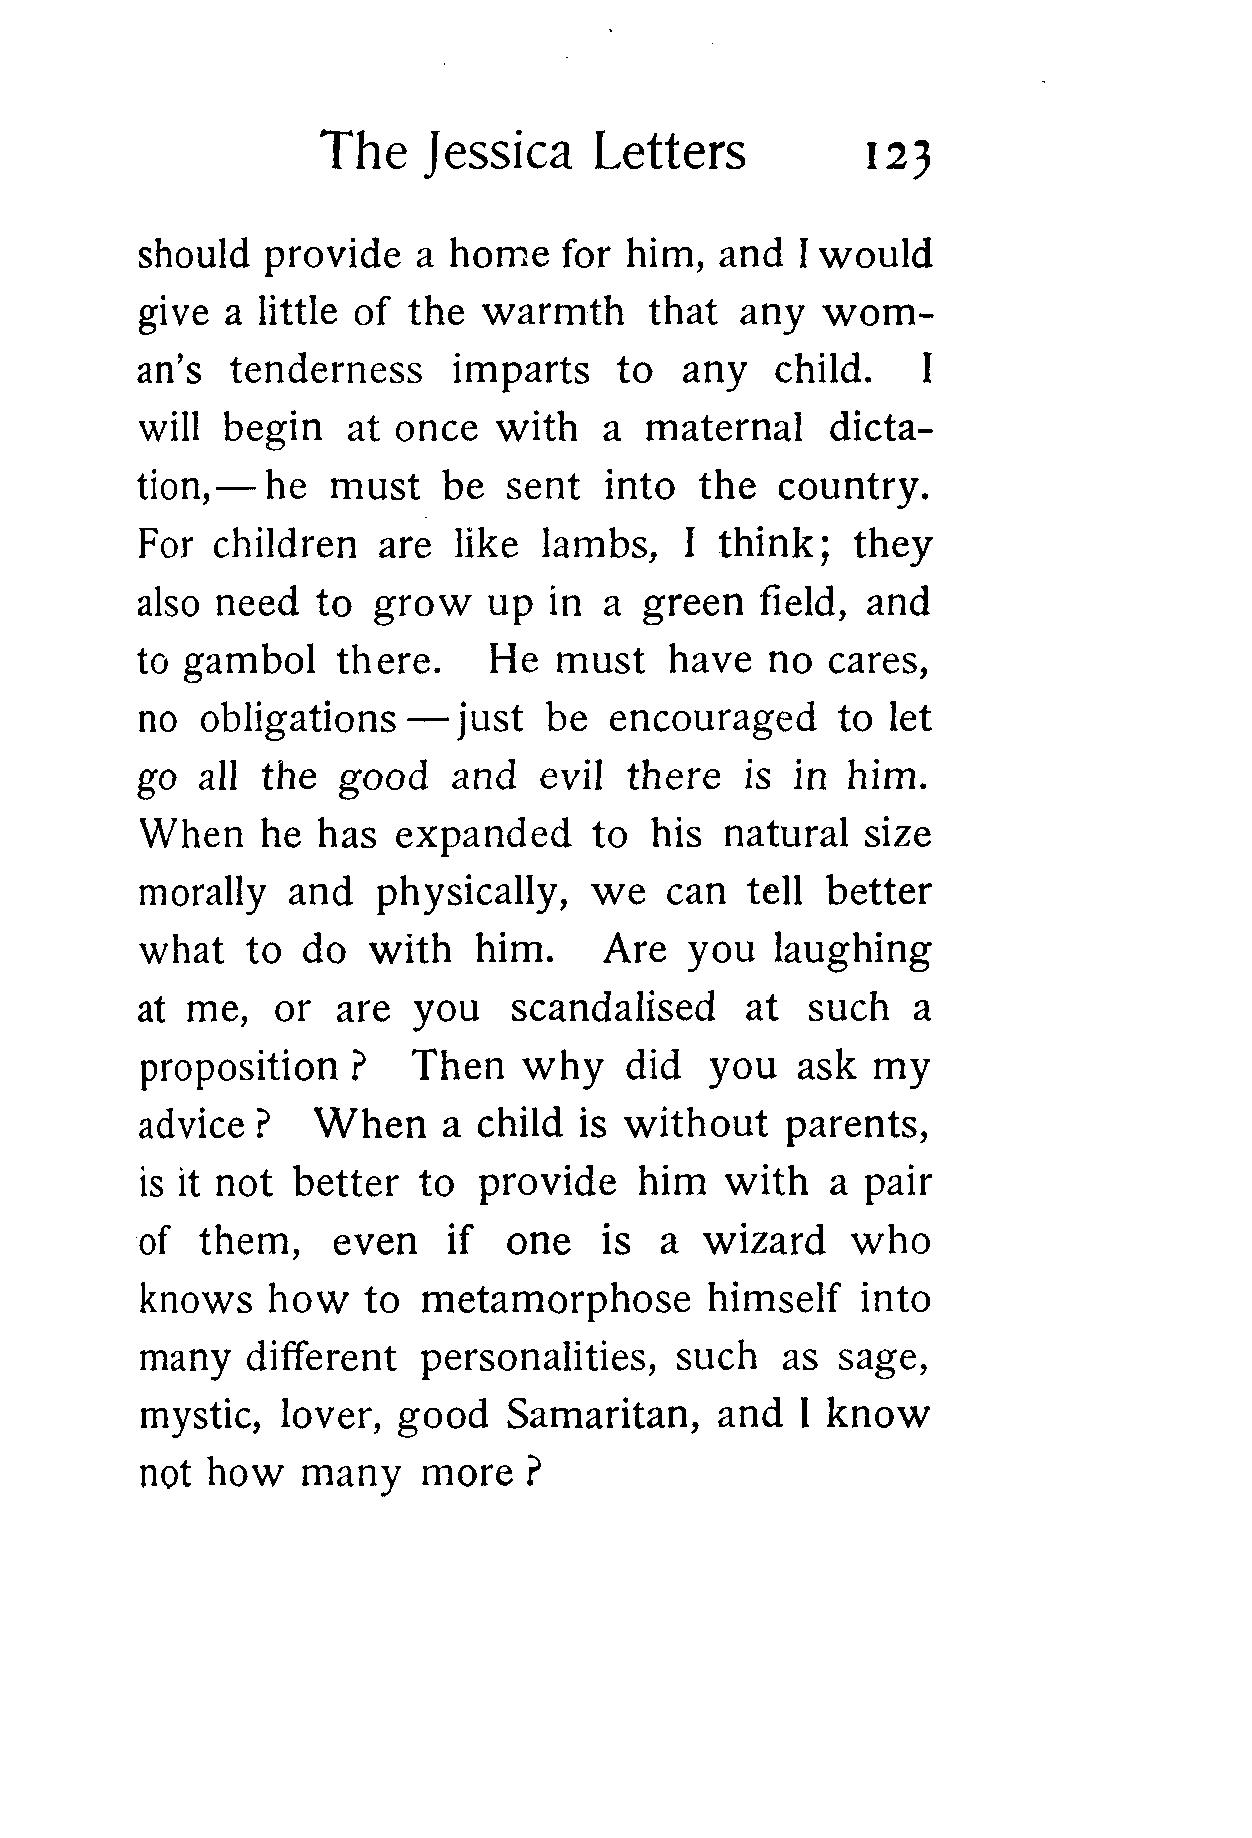 The Jessica Letters 123
should provide a home for him, and I would
give a little of the warmth that any wom-
an's tenderness imparts to any child. I
will begin at once with a maternal dicta-
tion,— he must be sent into the country.
For children are like lambs, I think; they
also need to grow up in a green field, and
to gambol there. He must have no cares,
no obligations — just be encouraged to let
go all the good and evil there is in him.
When he has expanded to his natural size
morally and physically, we can tell better
what to do with him. Are you laughing
at me, or are you scandalised at such a
proposition ? Then why did you ask my
advice ? When a child is without parents,
is it not better to provide him with a pair
of them, even if one is a wizard who
knows how to metamorphose himself into
many different personalities, such as sage,
mystic, lover, good Samaritan, and I know
not how many more ?